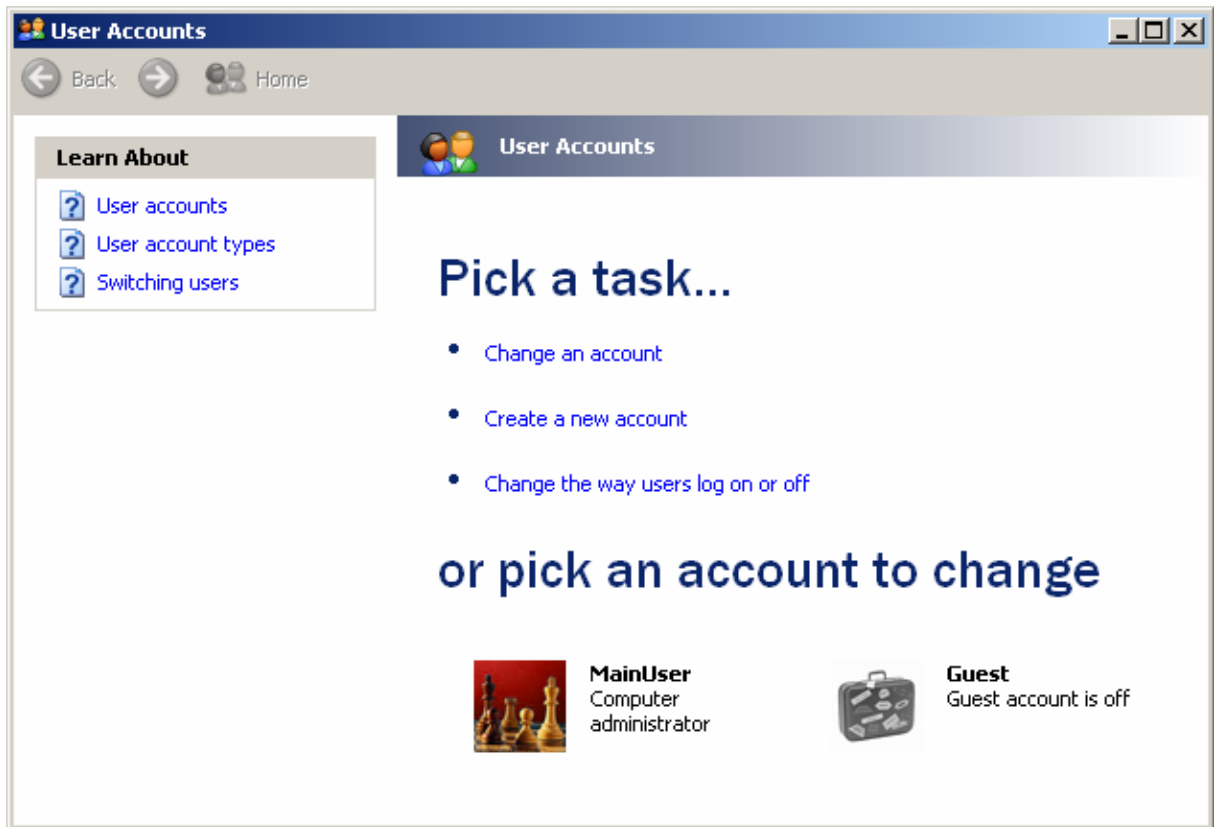 User Accounts
Back Home
Learn About
User accounts
User account types
Switching users
User Accounts
Pick a task...
• Change an account
• Create a new account
• Change the way users log on or off
or pick an account to change
MainUser
Computer
administrator
Guest
Guest account is off